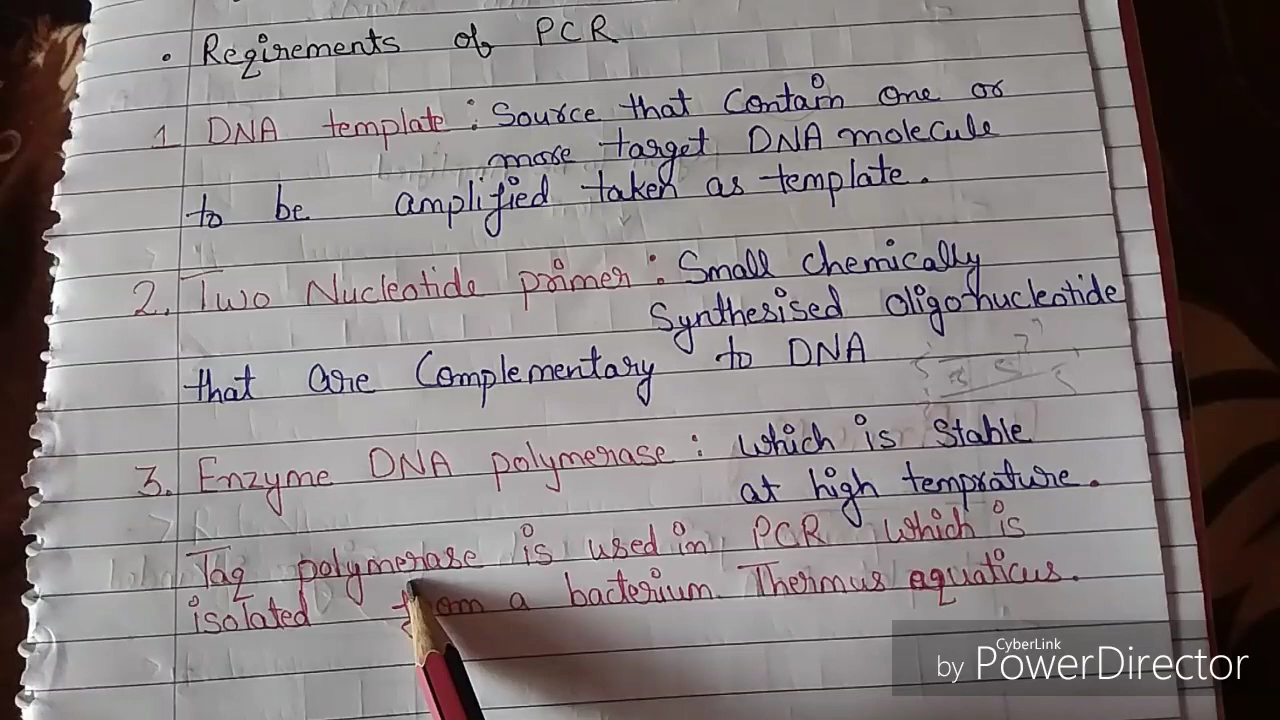 • Reqirements of PCR
1 DNA template : Source that Contain one or
more target DNA molecule
to be amplified taken as template.
2. Two Nucleotide primer : Small Chemically
Synthesised Oligonucleotide
that are Complementary to DNA
3. Enzyme DNA polymerase : Which is Stable
at high temprature.
Taq polymerase is used in PCR which is
isolated from a bacterium Thermus aquaticus.
CyberLink
by PowerDirector